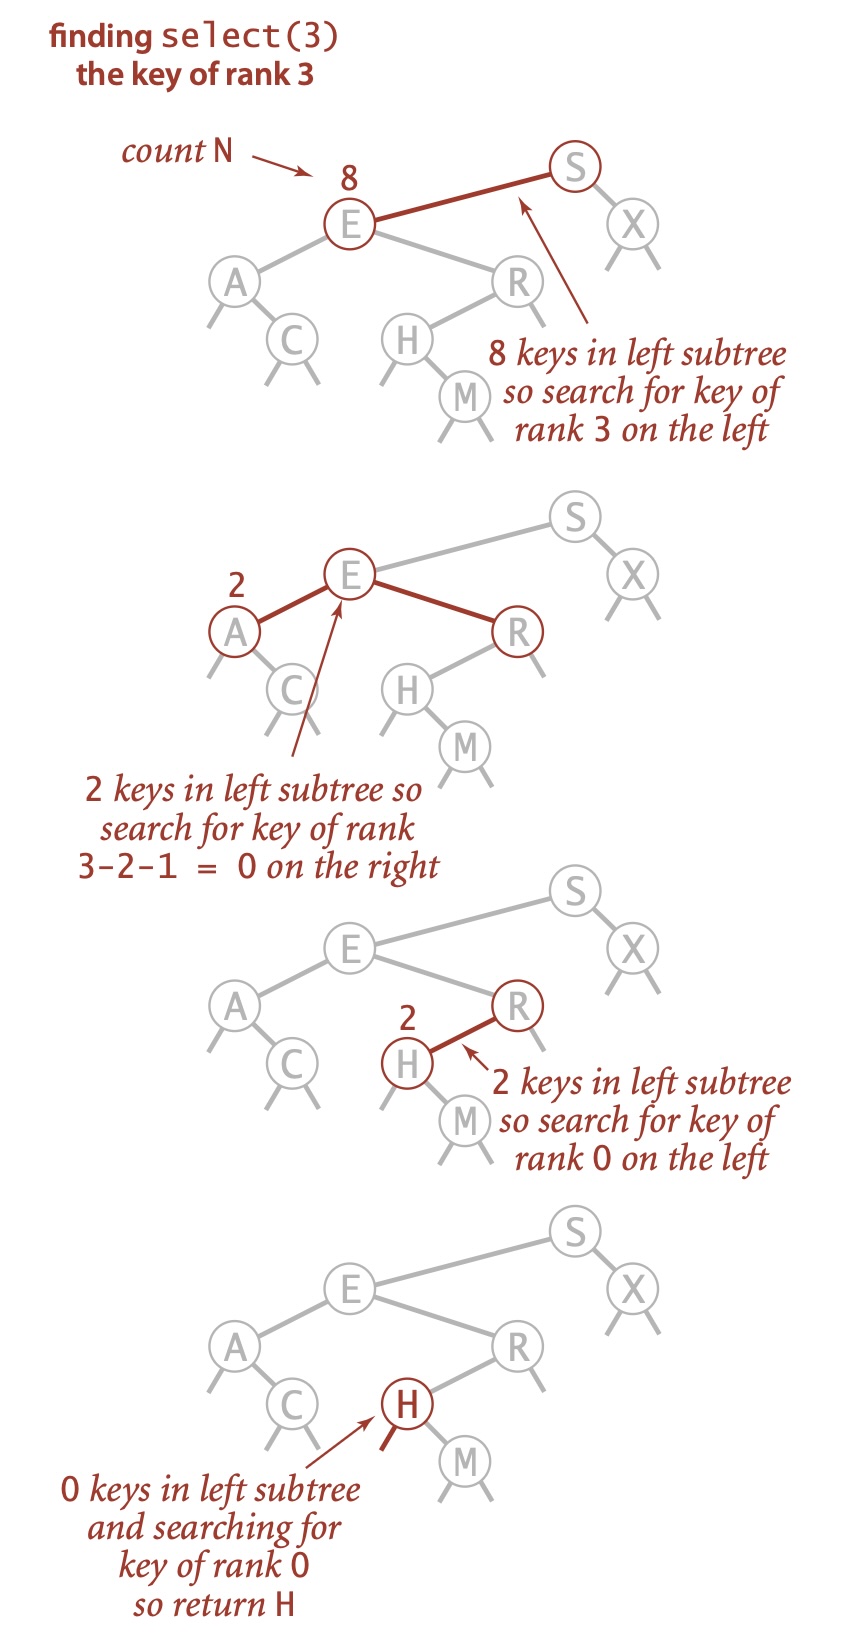 finding select(3)
the key of rank 3
count N
8
S
E
X
A
R
C
H
M
8 keys in left subtree
so search for key of
rank 3 on the left
S
E
X
2
A
R
C
H
M
2 keys in left subtree so
search for key of rank
3-2-1 = 0 on the right
S
E
X
A
R
2
C
H
M
2 keys in left subtree
so search for key of
rank 0 on the left
S
E
X
A
R
C
H
M
0 keys in left subtree
and searching for
key of rank 0
so return H